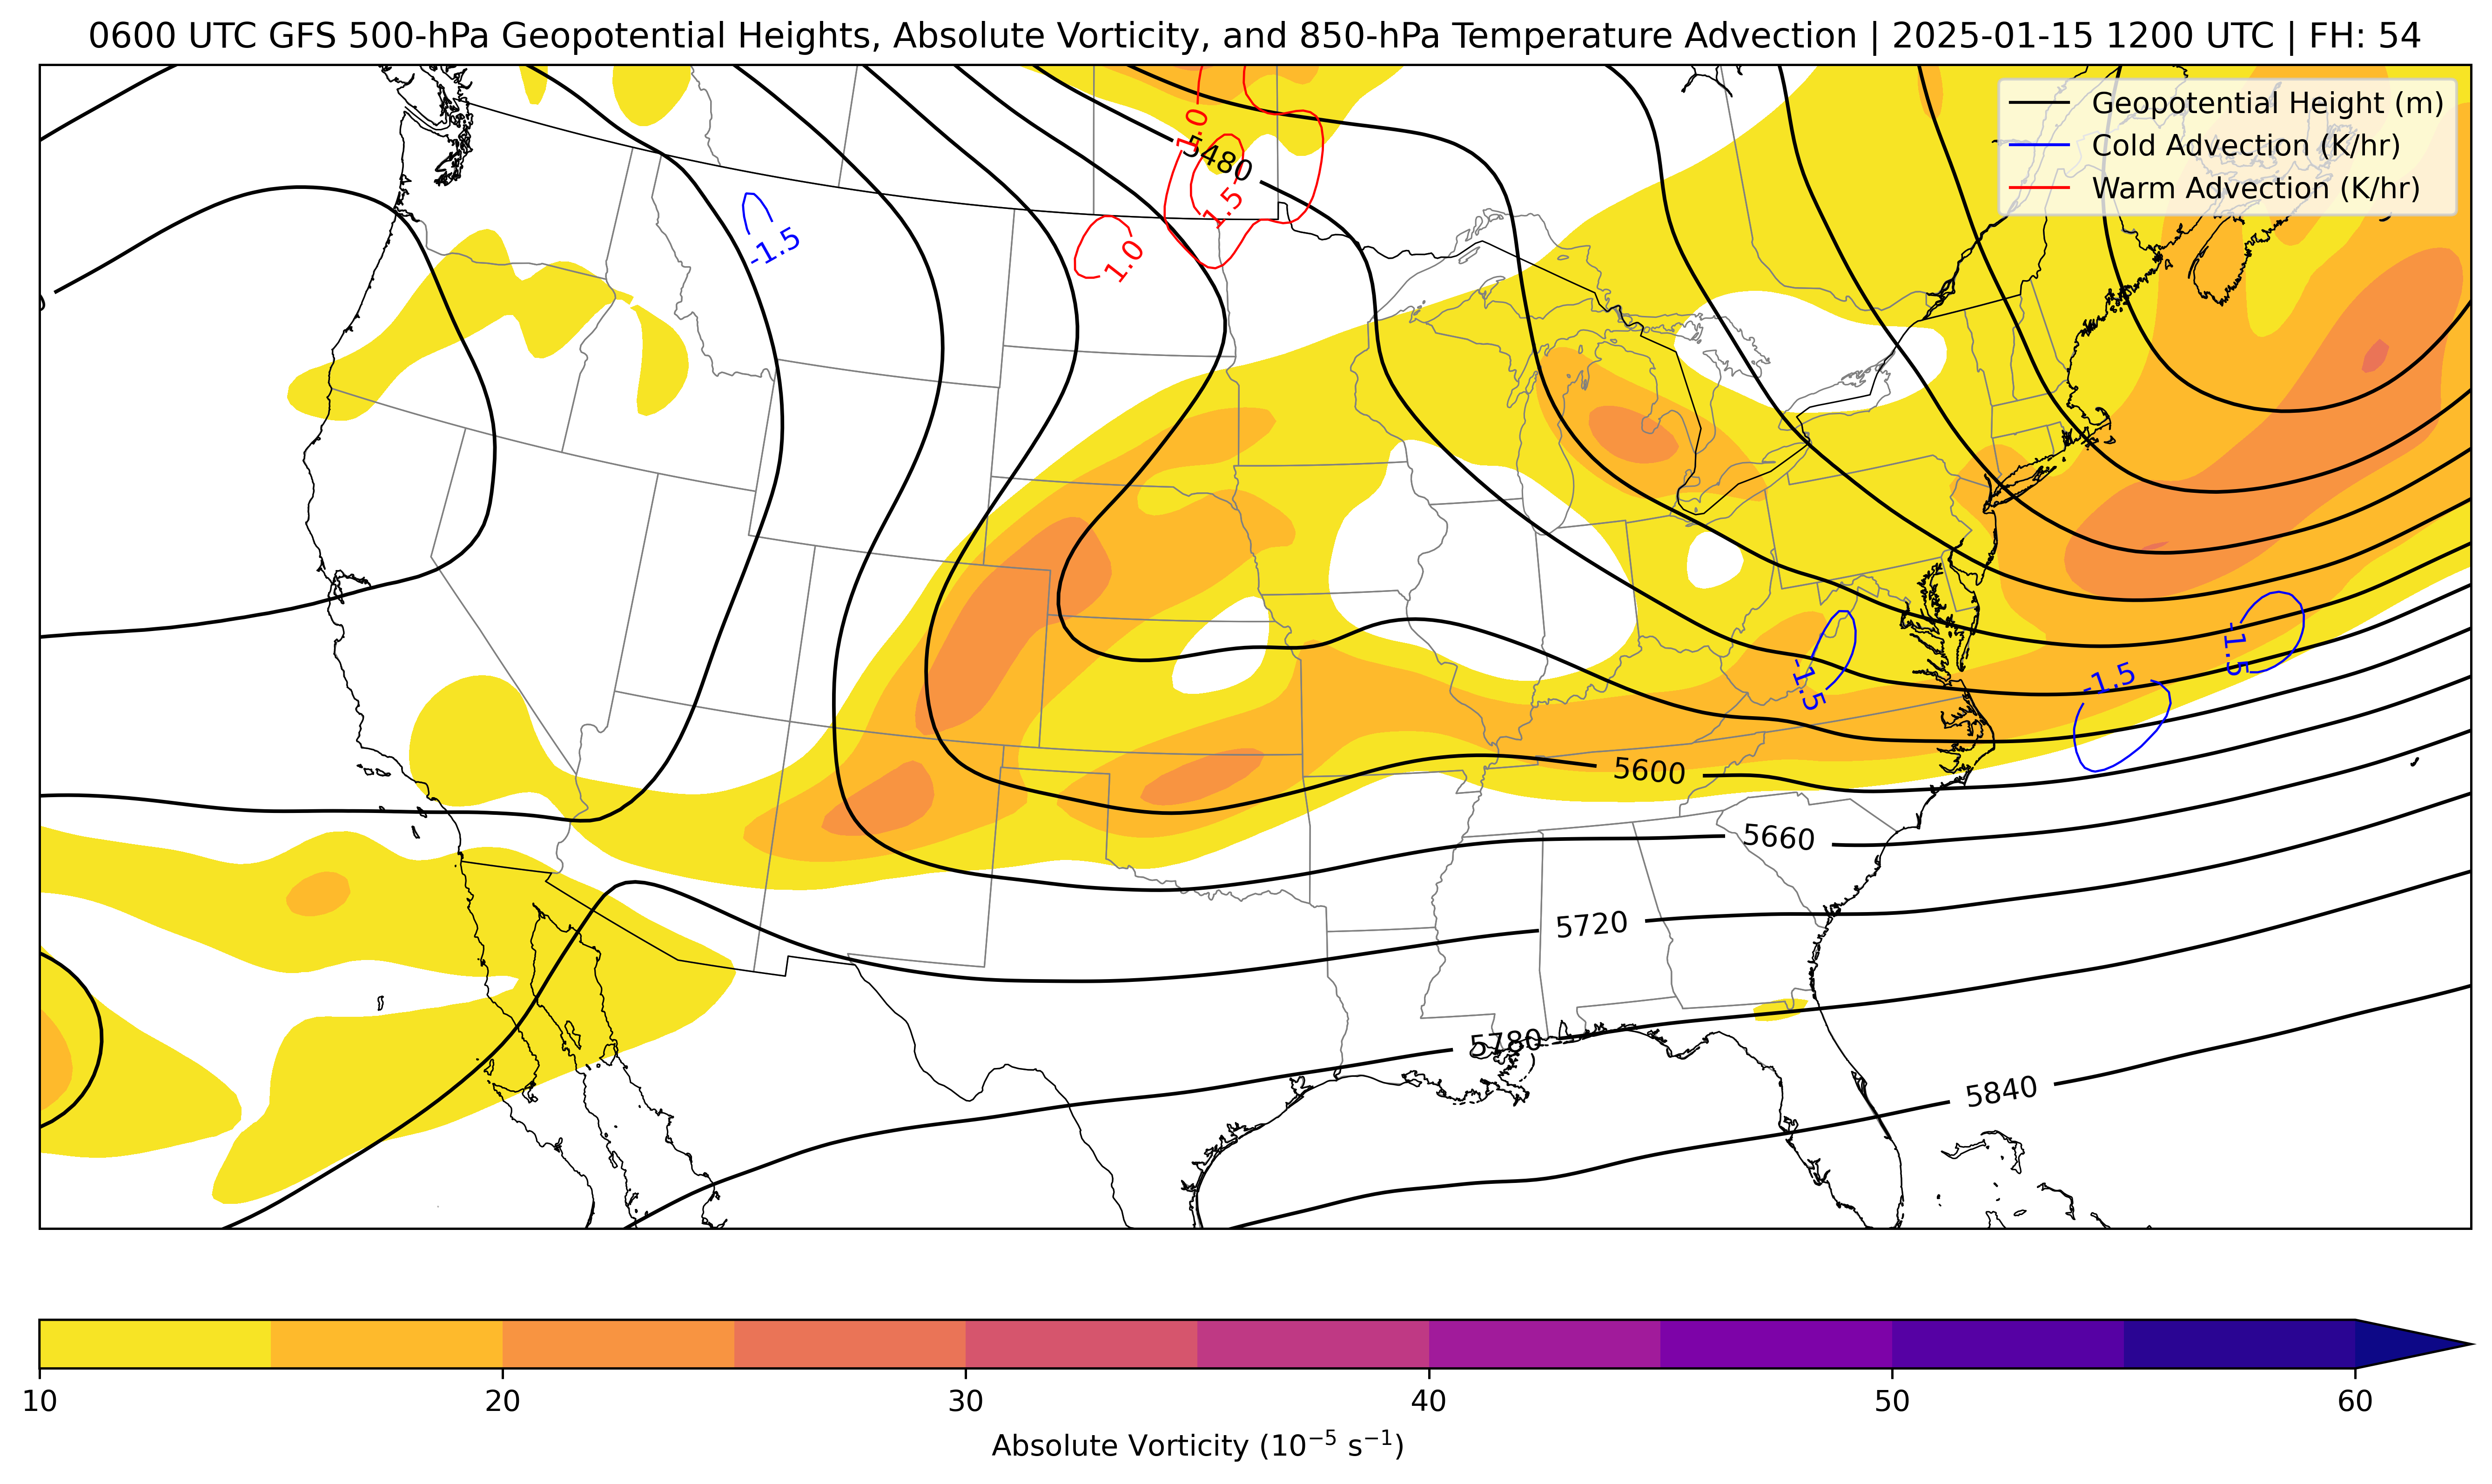 0600 UTC GFS 500-hPa Geopotential Heights, Absolute Vorticity, and 850-hPa Temperature Advection | 2025-01-15 1200 UTC | FH: 54
Geopotential Height (m)
Cold Advection (K/hr)
Warm Advection (K/hr)
1.0
5480
1.5
-1.5
1.0
-1.5
-1.5
-1.5
5600
5660
5720
5780
5840
10 20 30 40 50 60
Absolute Vorticity (10⁻⁵ s⁻¹)